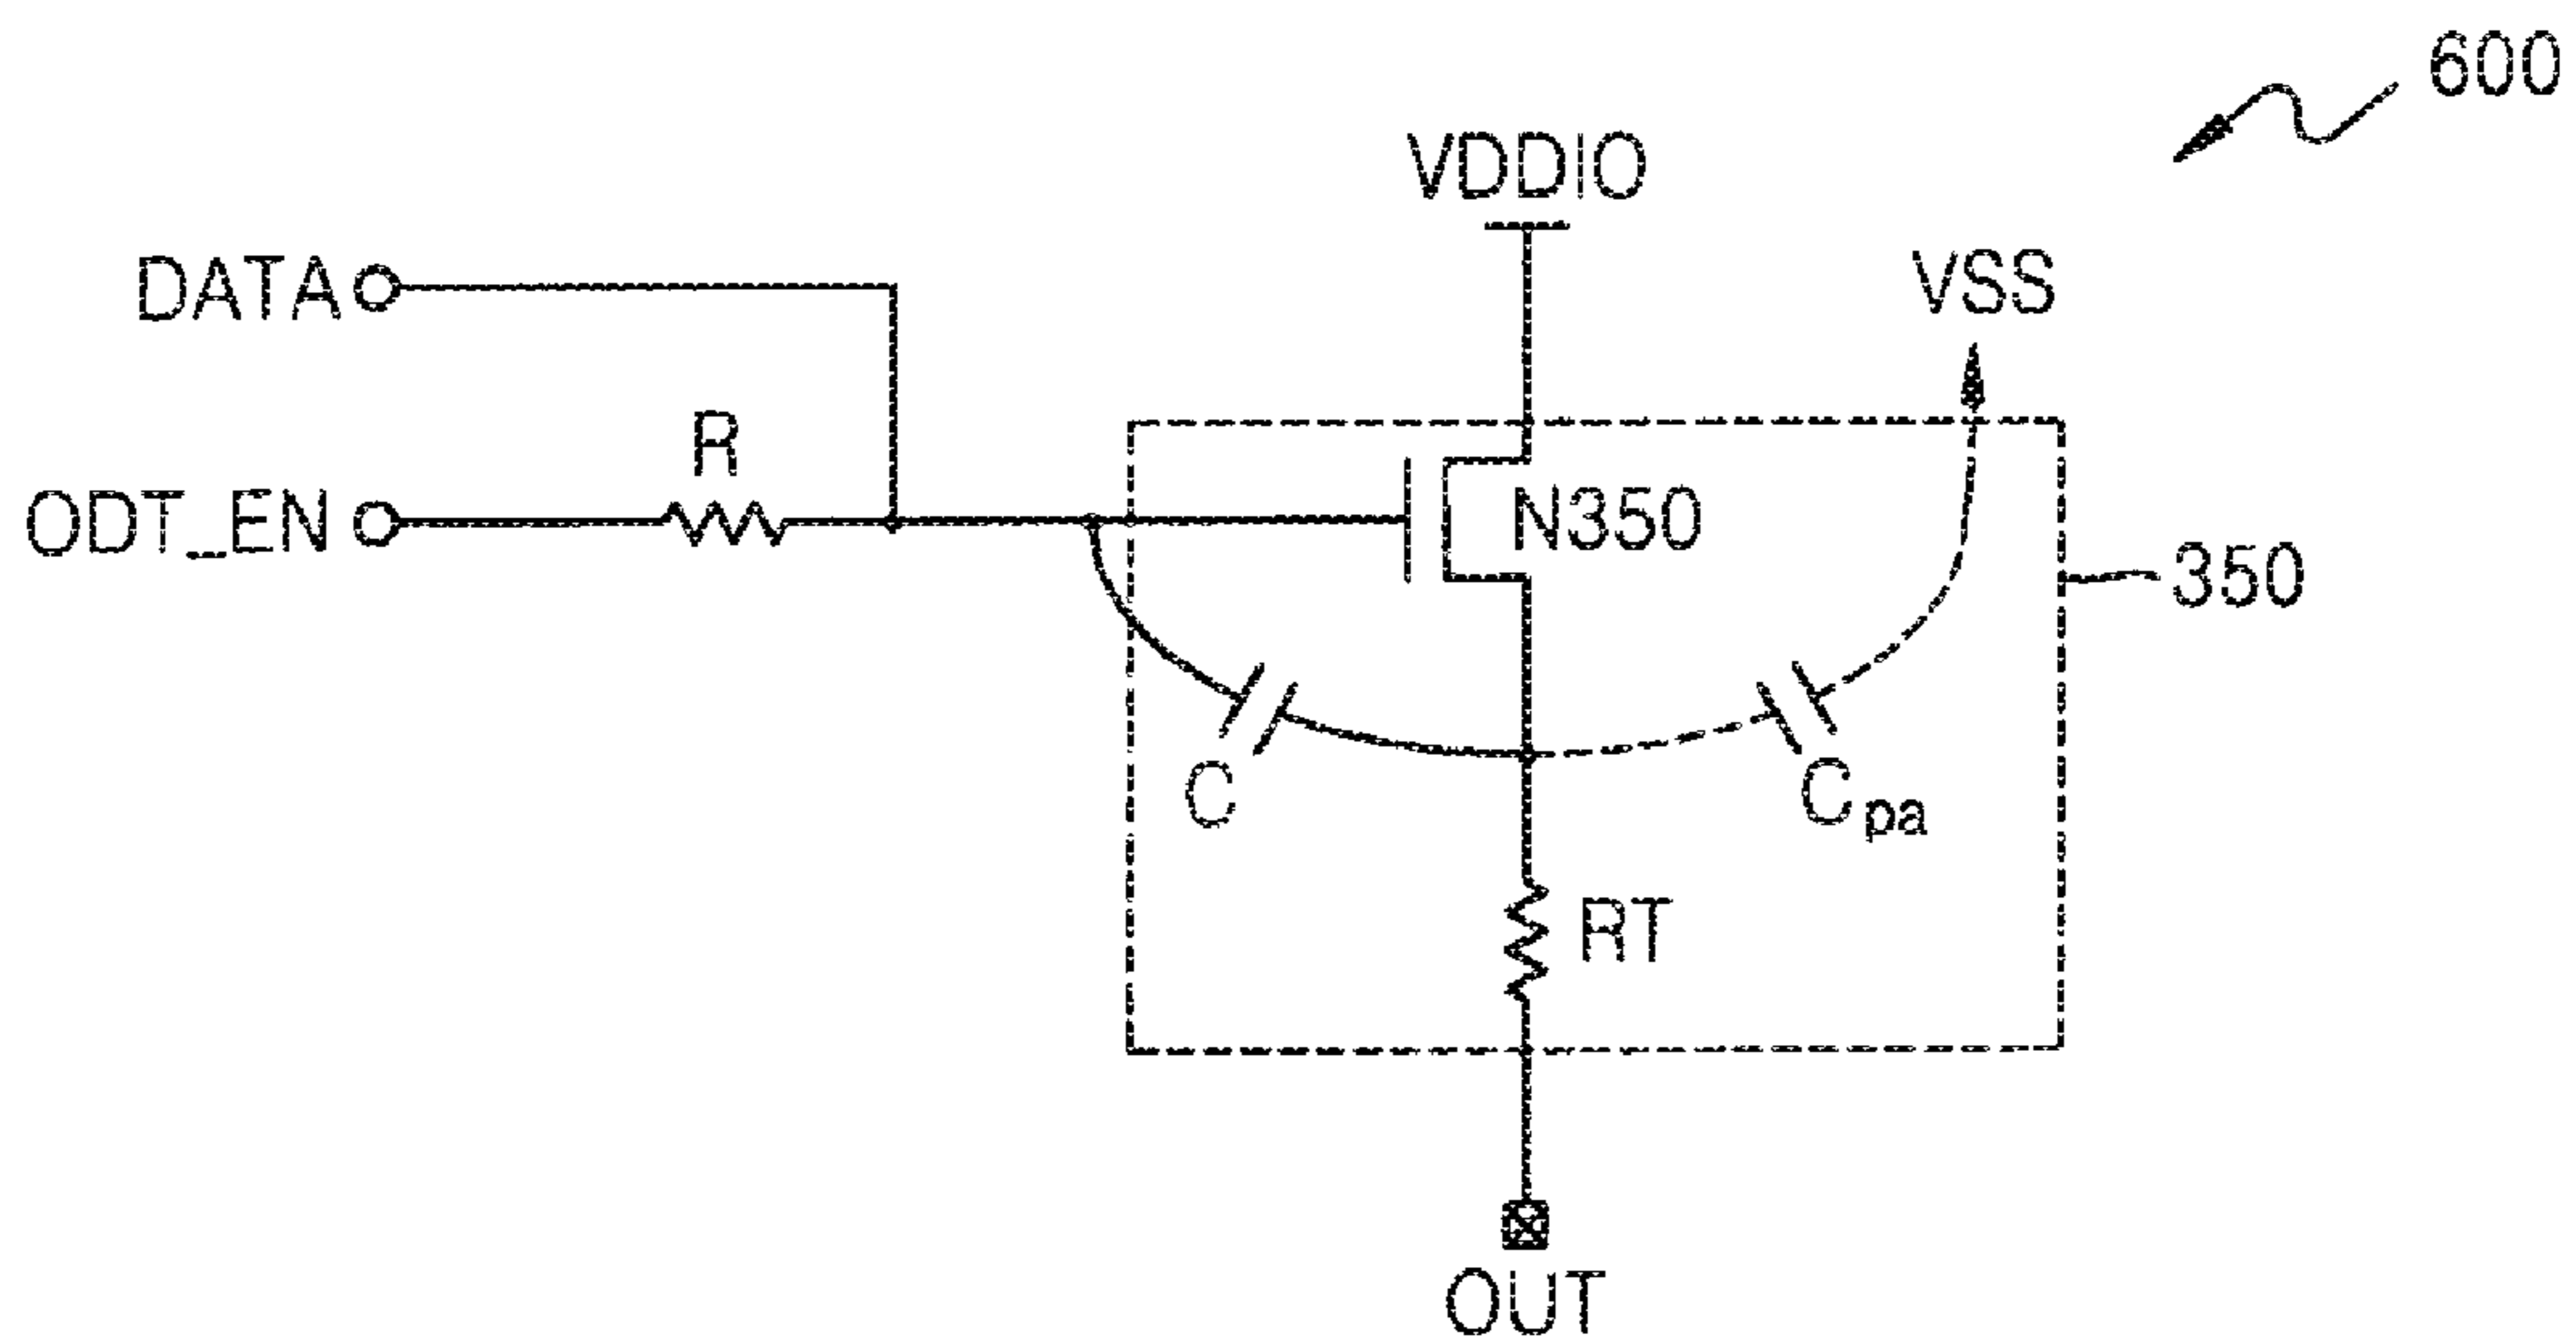 600
VDDIO
VSS
DATA
R
ODT_EN
N350
350
C
Cpa
RT
OUT